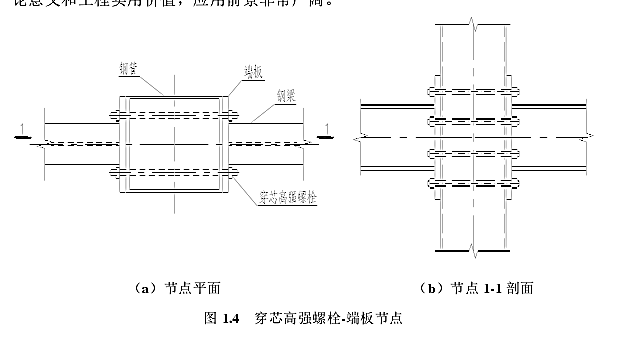 论意义和工程实用价值，应用前景非常广阔。
钢管
端板
钢梁
1 1
穿芯高强螺栓
（a）节点平面 （b）节点 1-1 剖面
图 1.4 穿芯高强螺栓-端板节点